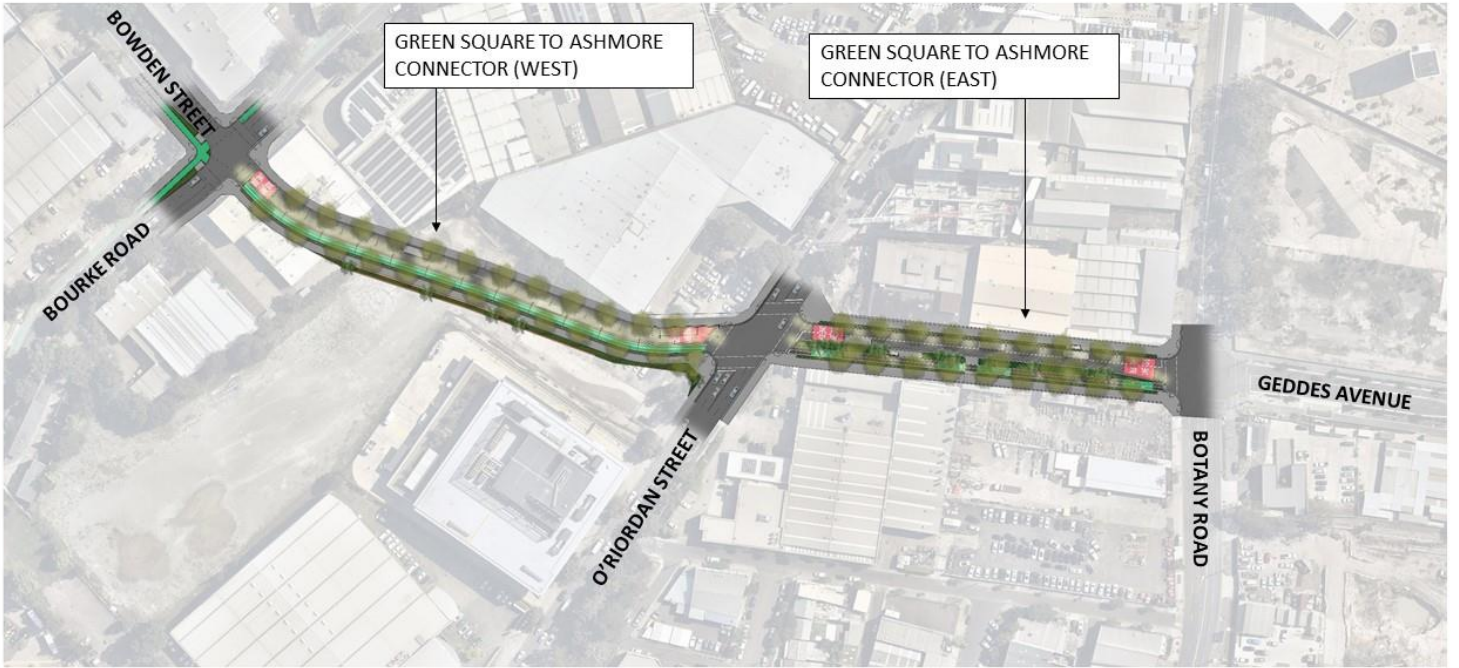 BOWDEN STREET
GREEN SQUARE TO ASHMORE
CONNECTOR (WEST)
GREEN SQUARE TO ASHMORE
CONNECTOR (EAST)
BOURKE ROAD
O'RIORDAN STREET
GEDDES AVENUE
BOTANY ROAD